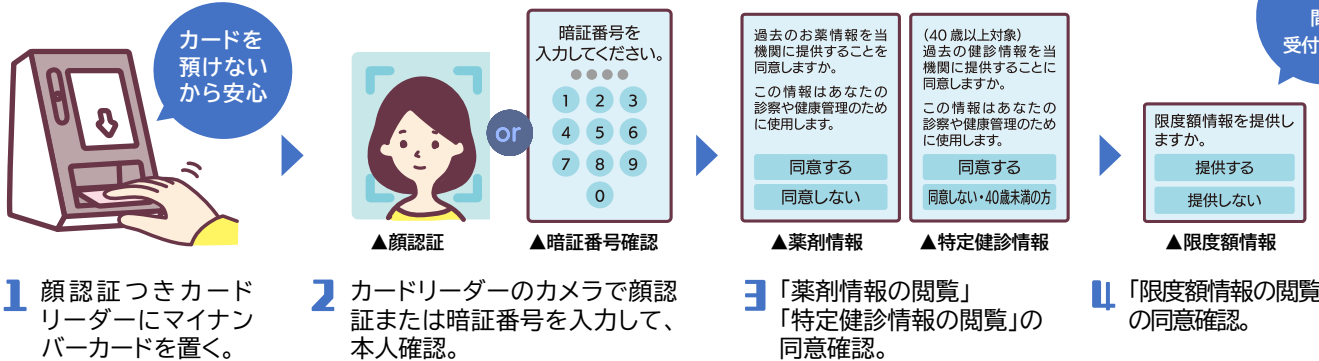 カードを
預けない
から安心
or
暗証番号を
入力してください。
1 2 3
4 5 6
7 8 9
0
過去のお薬情報を当
機関に提供することを
同意しますか。
この情報はあなたの
診察や健康管理のため
に使用します。
同意する
同意しない
(40歳以上対象)
過去の健診情報を当
機関に提供することに
同意しますか。
この情報はあなたの
診察や健康管理のため
に使用します。
同意する
同意しない・40歳未満の方
受付
限度額情報を提供し
ますか。
提供する
提供しない
▲顔認証
▲暗証番号確認
▲薬剤情報
▲特定健診情報
▲限度額情報
1 顔認証つきカード
リーダーにマイナン
バーカードを置く。
2 カードリーダーのカメラで顔認
証または暗証番号を入力して、
本人確認。
3 「薬剤情報の閲覧」
「特定健診情報の閲覧」の
同意確認。
4 「限度額情報の閲覧
の同意確認。